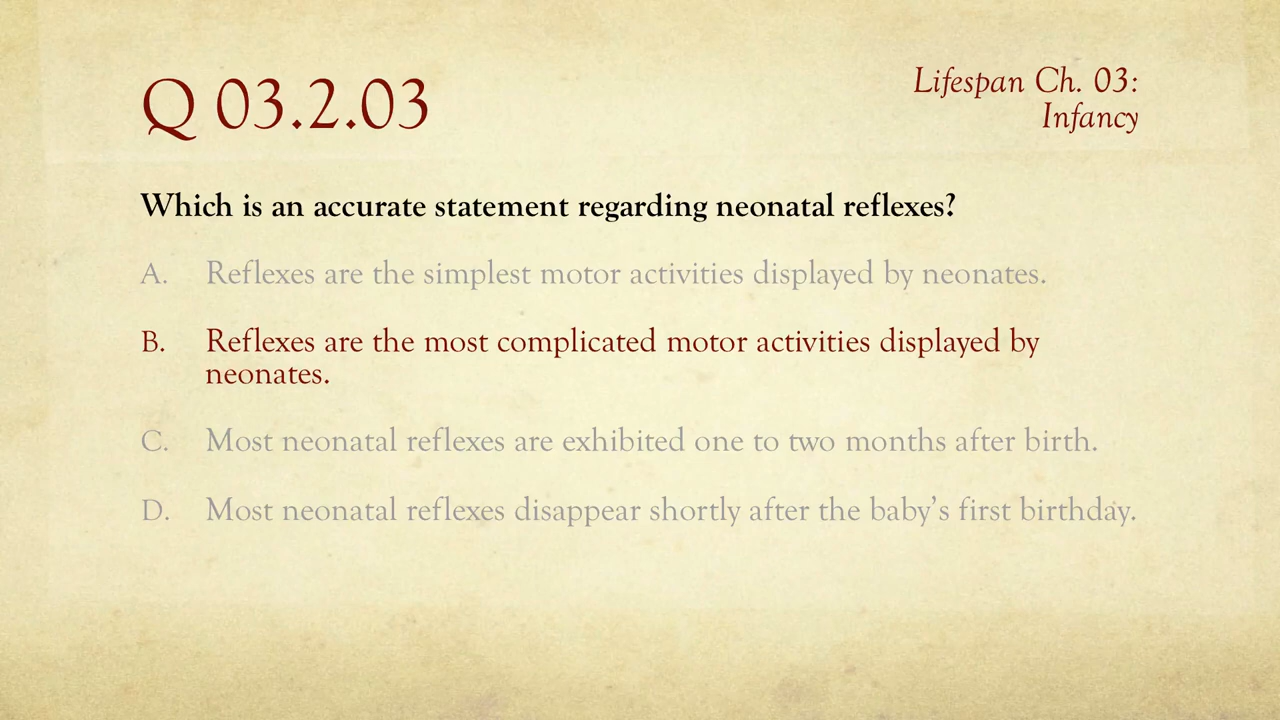 Q 03.2.03
Lifespan Ch. 03:
Infancy
Which is an accurate statement regarding neonatal reflexes?
A. Reflexes are the simplest motor activities displayed by neonates.
B. Reflexes are the most complicated motor activities displayed by
neonates.
C. Most neonatal reflexes are exhibited one to two months after birth.
D. Most neonatal reflexes disappear shortly after the baby’s first birthday.